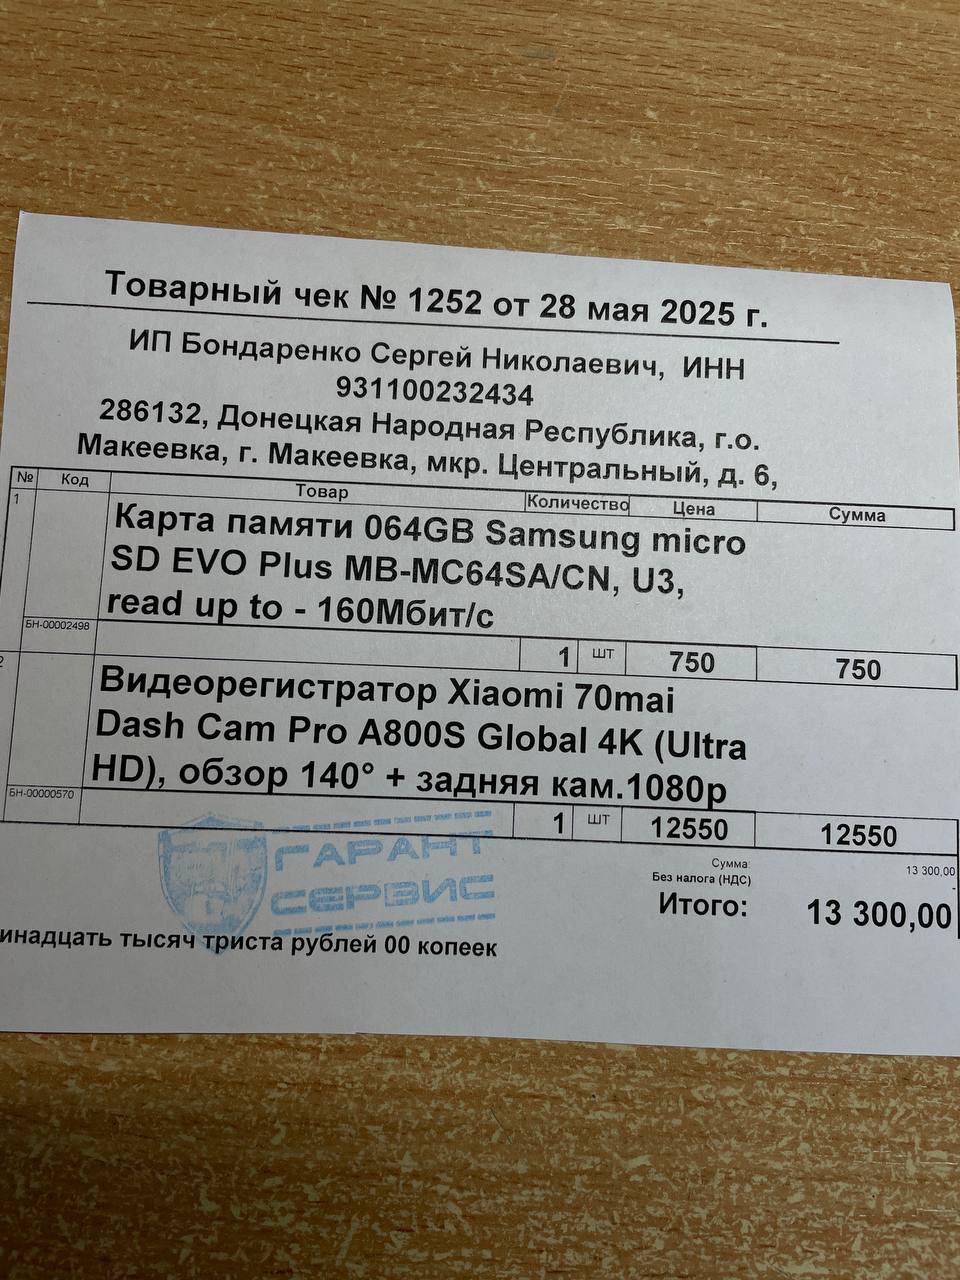 Товарный чек № 1252 от 28 мая 2025 г.
ИП Бондаренко Сергей Николаевич, ИНН
931100232434
286132, Донецкая Народная Республика, г.о.
Макеевка, г. Макеевка, мкр. Центральный, д. 6,
№ Код Товар Количество Цена Сумма
1 Карта памяти 064GB Samsung micro
SD EVO Plus MB-MC64SA/CN, U3,
read up to - 160Мбит/с
БН-00002498
1 шт 750 750
2 Видеорегистратор Xiaomi 70mai
Dash Cam Pro A800S Global 4K (Ultra
HD), обзор 140° + задняя кам.1080p
БН-00000570
1 шт 12550 12550
ГАРАНТ
СЕРВИС
Сумма: 13 300,00
Без налога (НДС) -
Итого: 13 300,00
инадцать тысяч триста рублей 00 копеек